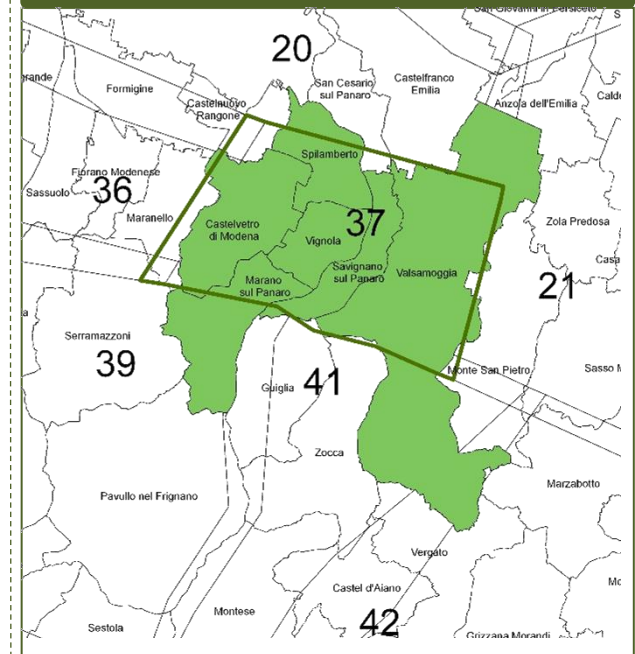 20
San Cesario
sul Panaro
Castelfranco
Emilia
Formigine
Castelnuovo
Rangone
Anzola dell'Emilia
Spilamberto
Fiorano Modenese
36
Sassuolo
Maranello
Castelvetro
di Modena
37
Vignola
Zola Predosa
Savignano
sul Panaro
Valsamoggia
Marano
sul Panaro
21
Serramazzoni
39
Monte San Pietro
Guiglia
41
Zocca
Marzabotto
Pavullo nel Frignano
Vergato
Castel d'Aiano
Montese
42
Sestola
Grizzana Morandi